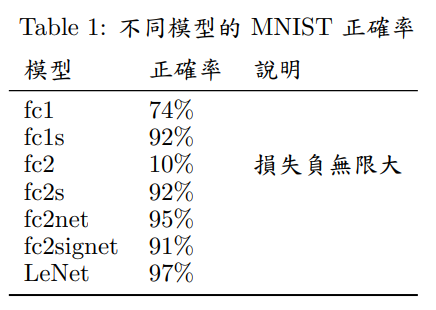 Table 1: 不同模型的 MNIST 正確率
模型 正確率 說明
fc1 74%
fc1s 92%
fc2 10% 損失負無限大
fc2s 92%
fc2net 95%
fc2signet 91%
LeNet 97%